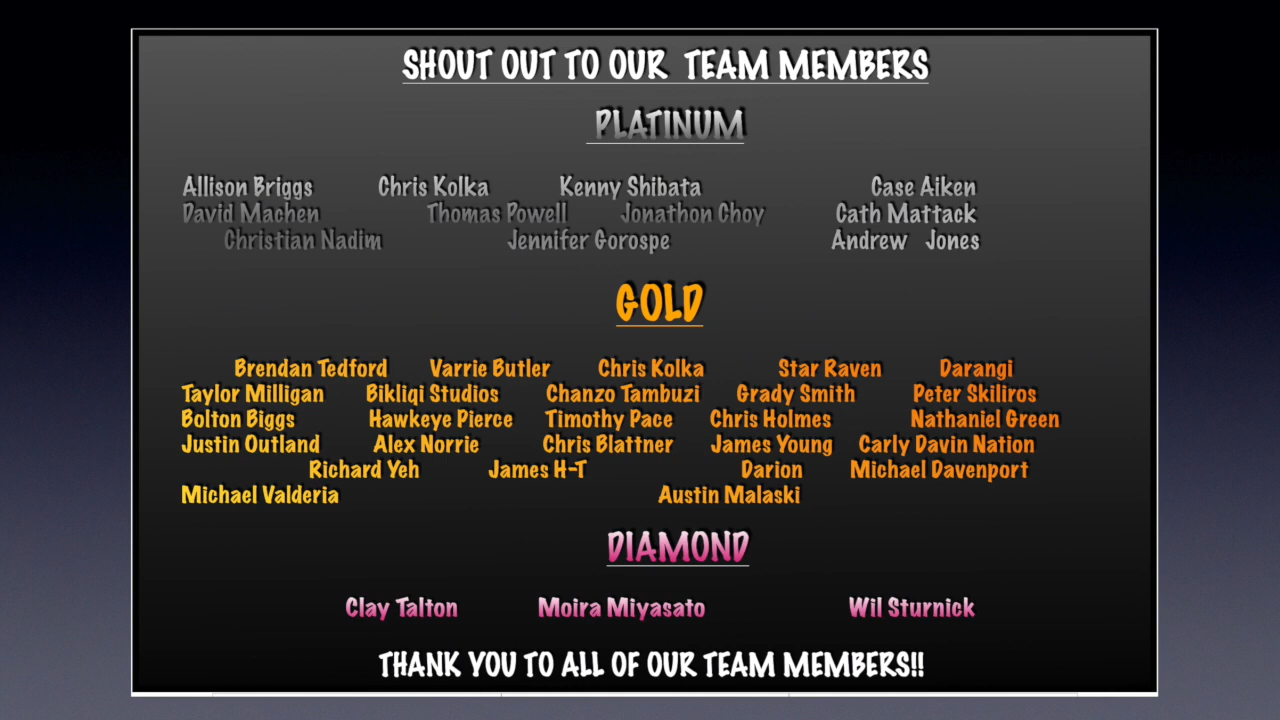 SHOUT OUT TO OUR TEAM MEMBERS
PLATINUM
Allison Briggs Chris Kolka Kenny Shibata Case Aiken
David Machen Thomas Powell Jonathon Choy Cath Mattack
Christian Nadim Jennifer Gorospe Andrew Jones
GOLD
Brendan Tedford Varrie Butler Chris Kolka Star Raven Darangi
Taylor Milligan Bikliqi Studios Chanzo Tambuzi Grady Smith Peter Skiliros
Bolton Biggs Hawkeye Pierce Timothy Pace Chris Holmes Nathaniel Green
Justin Outland Alex Norrie Chris Blattner James Young Carly Davin Nation
Richard Yeh James H-T Darion Michael Davenport
Michael Valderia Austin Malaski
DIAMOND
Clay Talton Moira Miyasato Wil Sturnick
THANK YOU TO ALL OF OUR TEAM MEMBERS!!